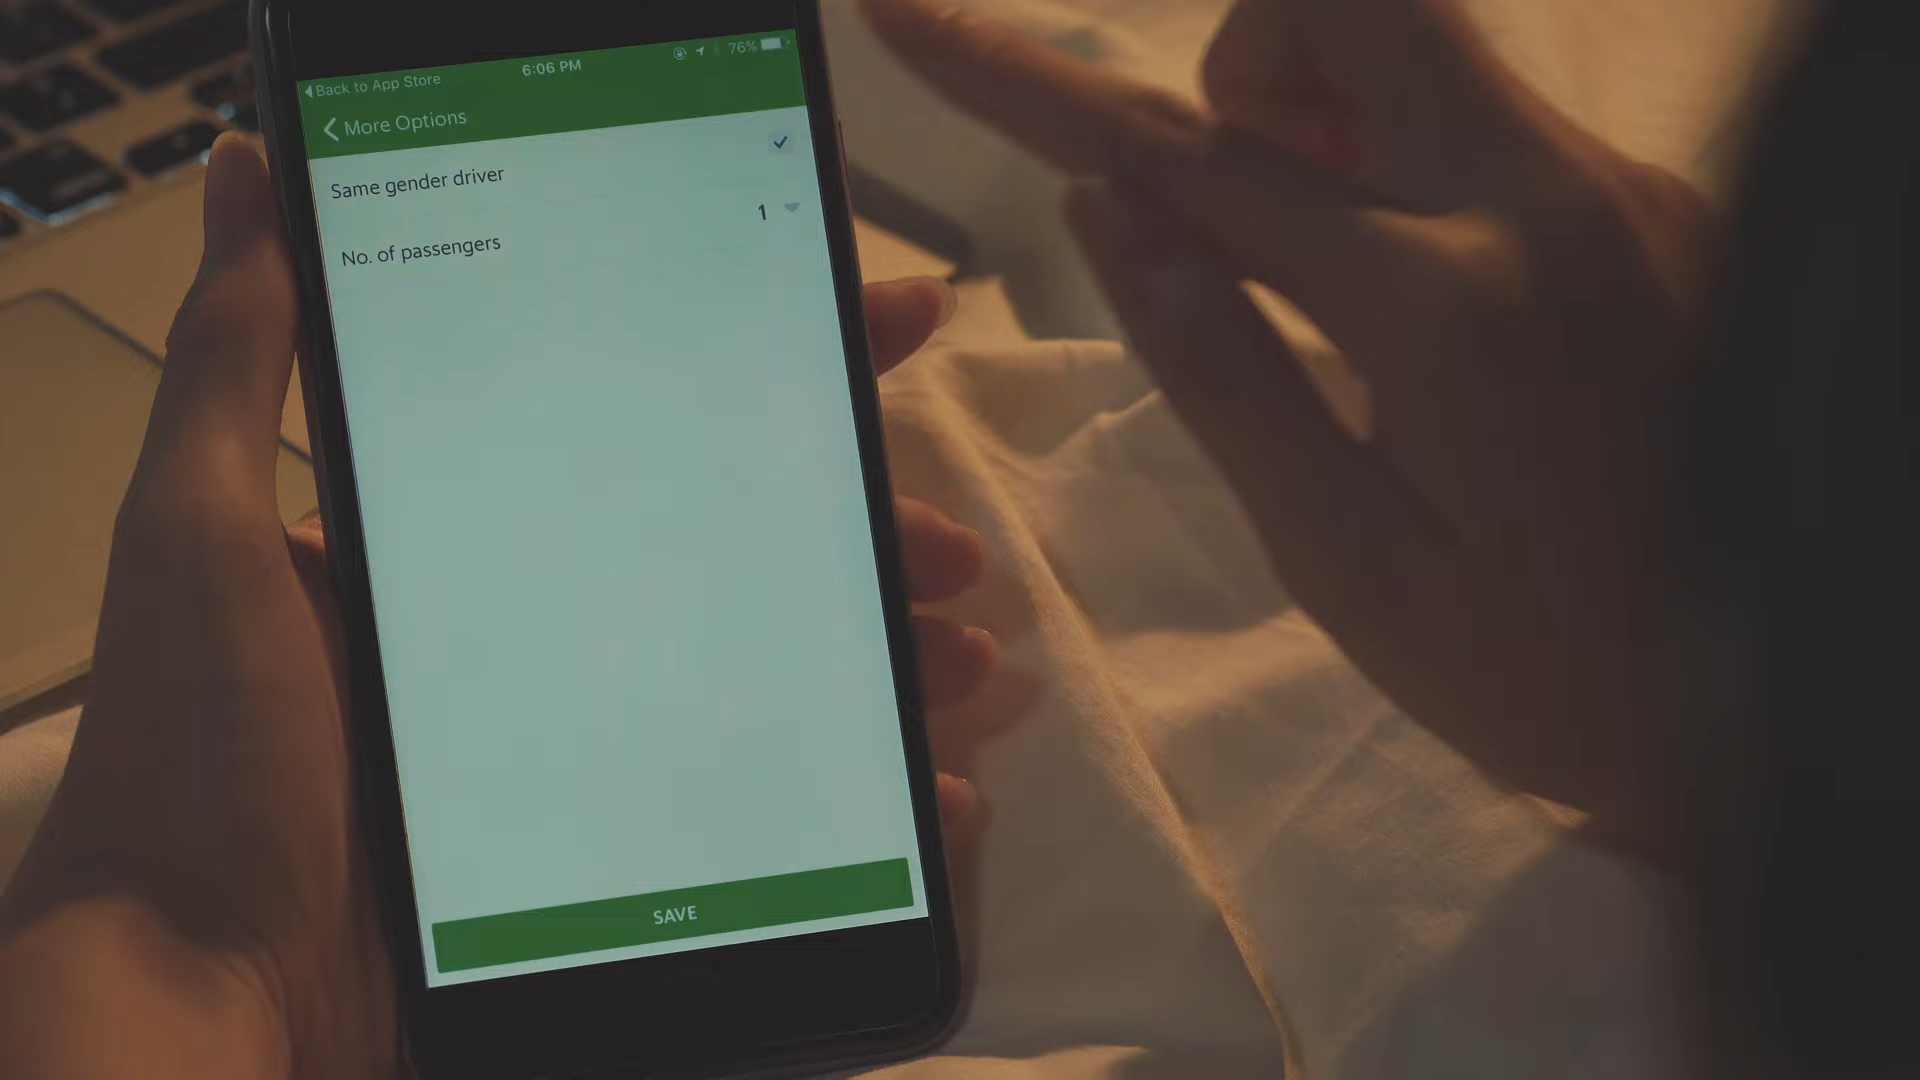 Back to App Store
6:06 PM
76%
More Options
Same gender driver
No. of passengers
1
SAVE